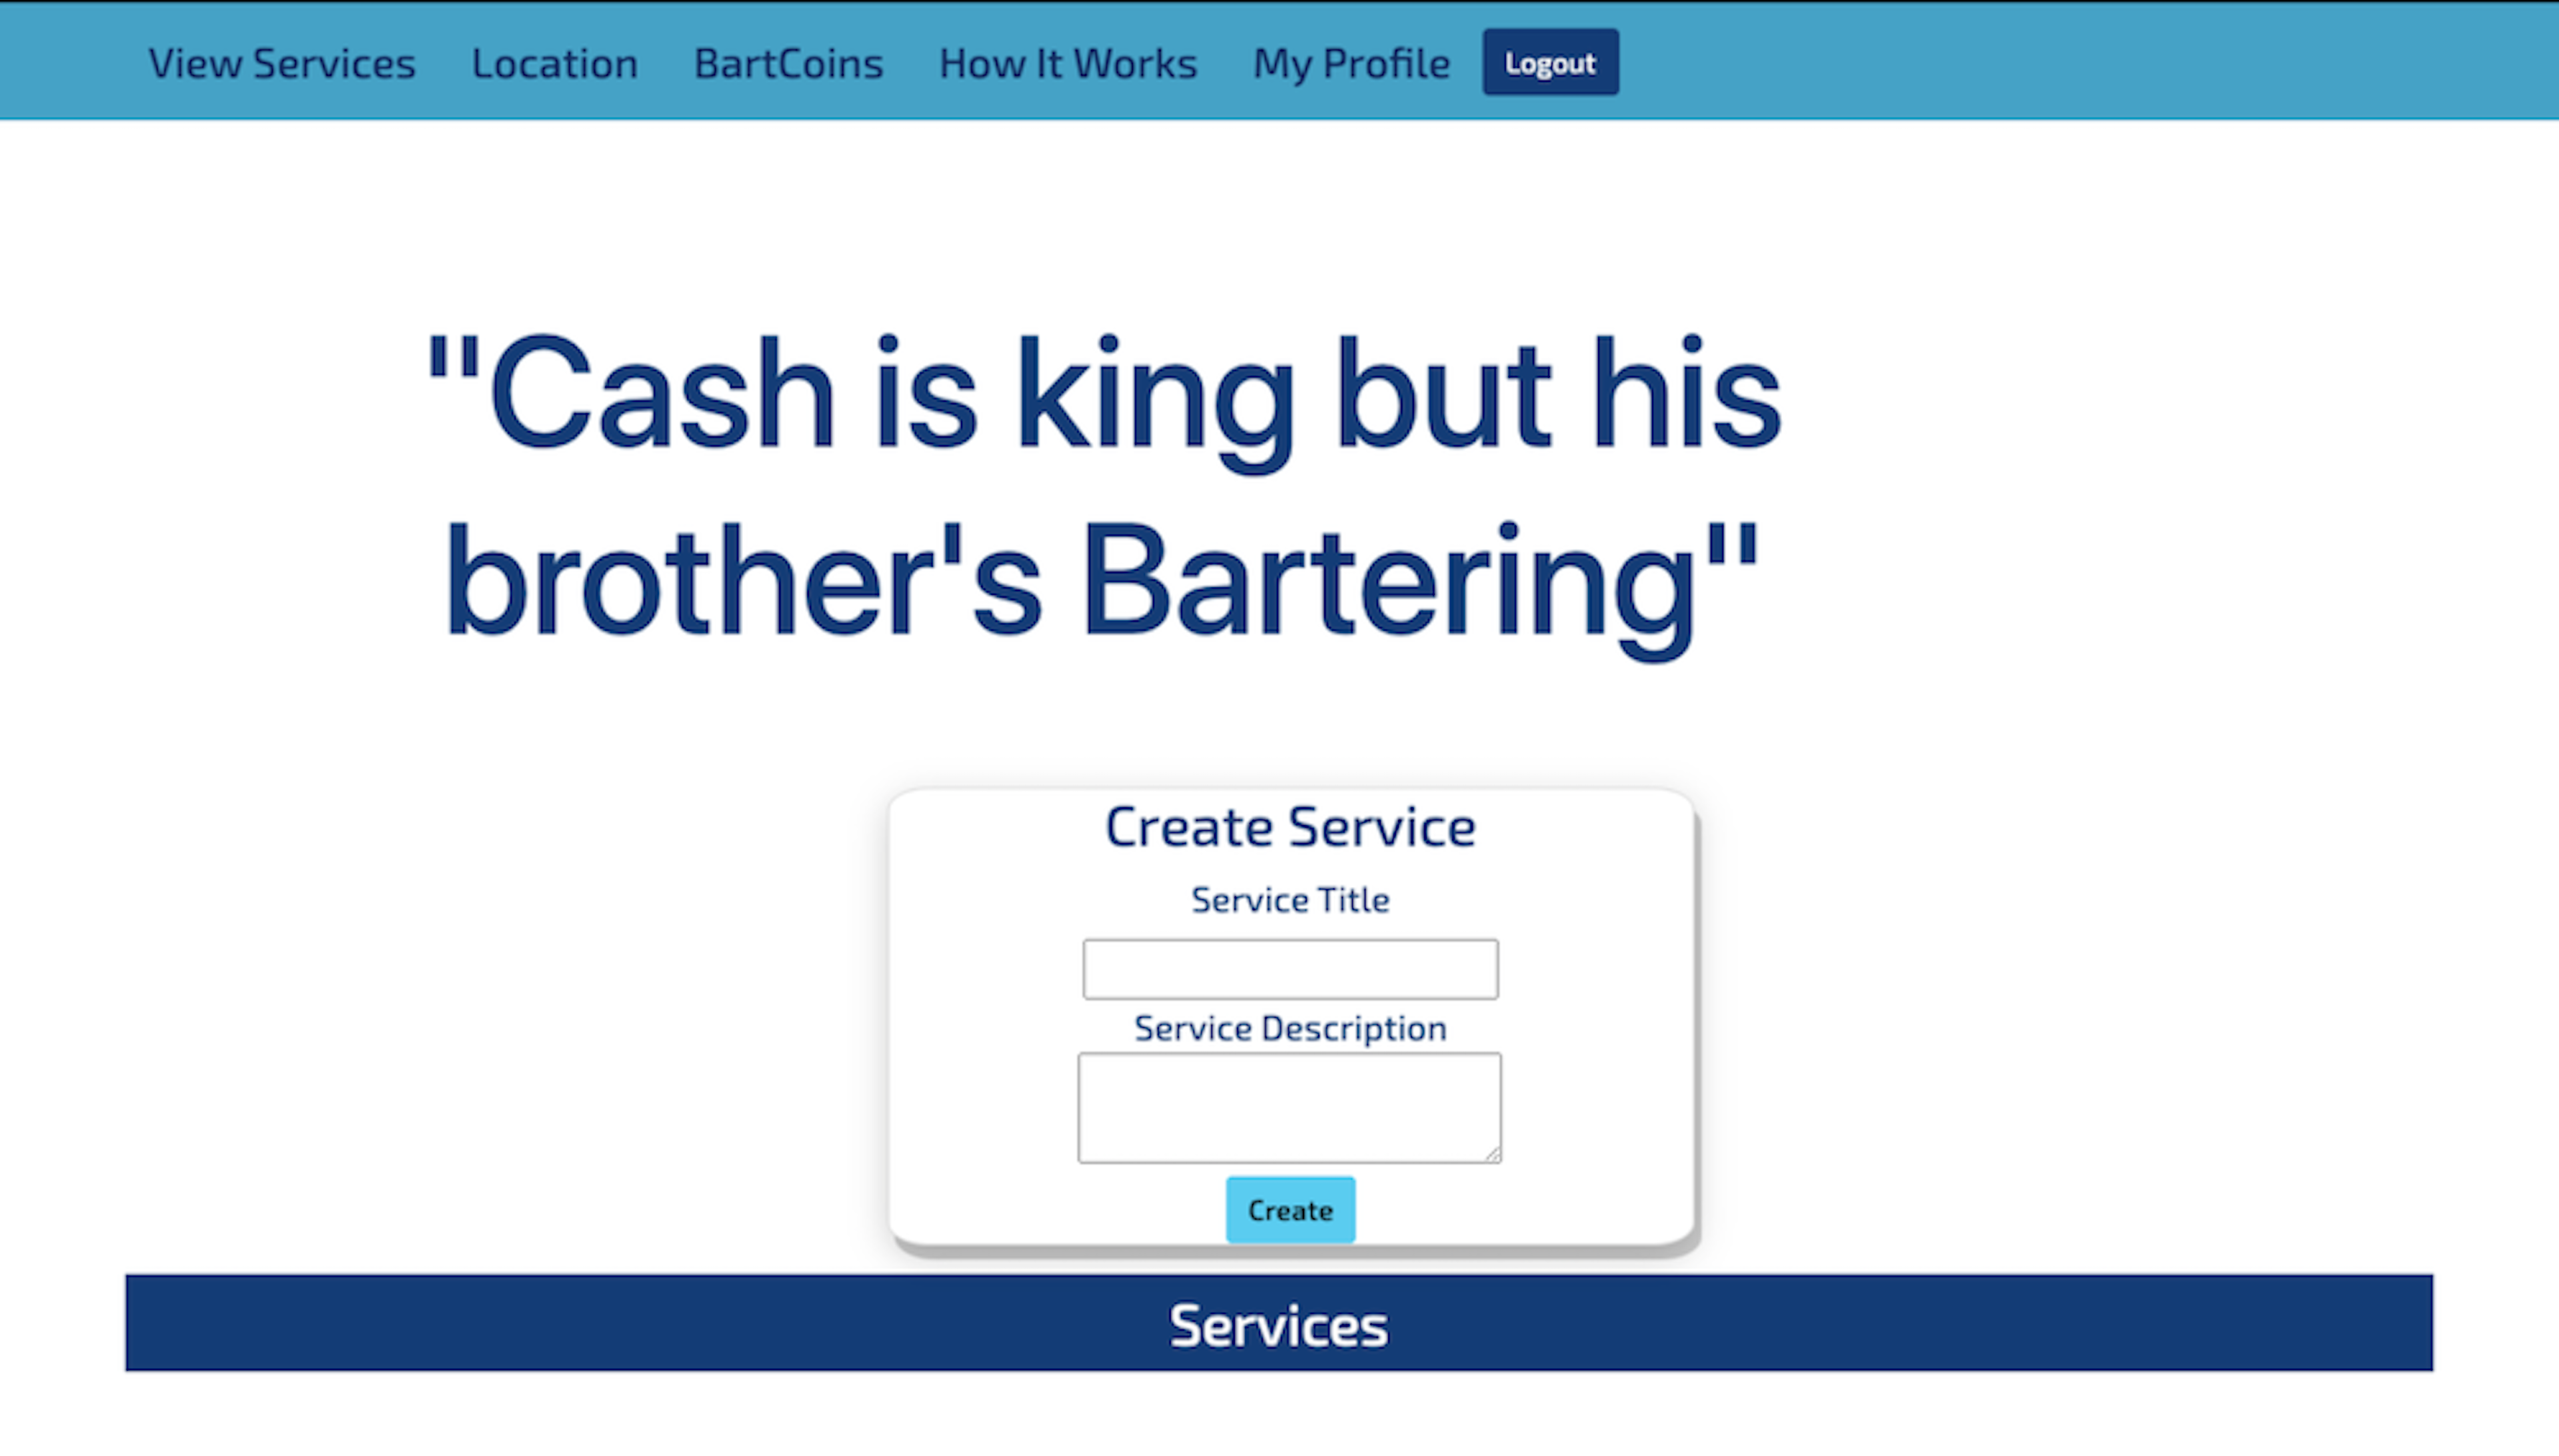 View Services Location BartCoins How It Works My Profile Logout
"Cash is king but his
brother's Bartering"
Create Service
Service Title
Service Description
Create
Services